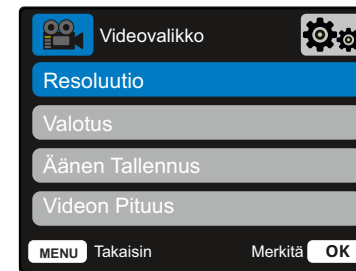 Videovalikko
Resoluutio
Valotus
Äänen Tallennus
Videon Pituus
MENU Takaisin Merkitä OK